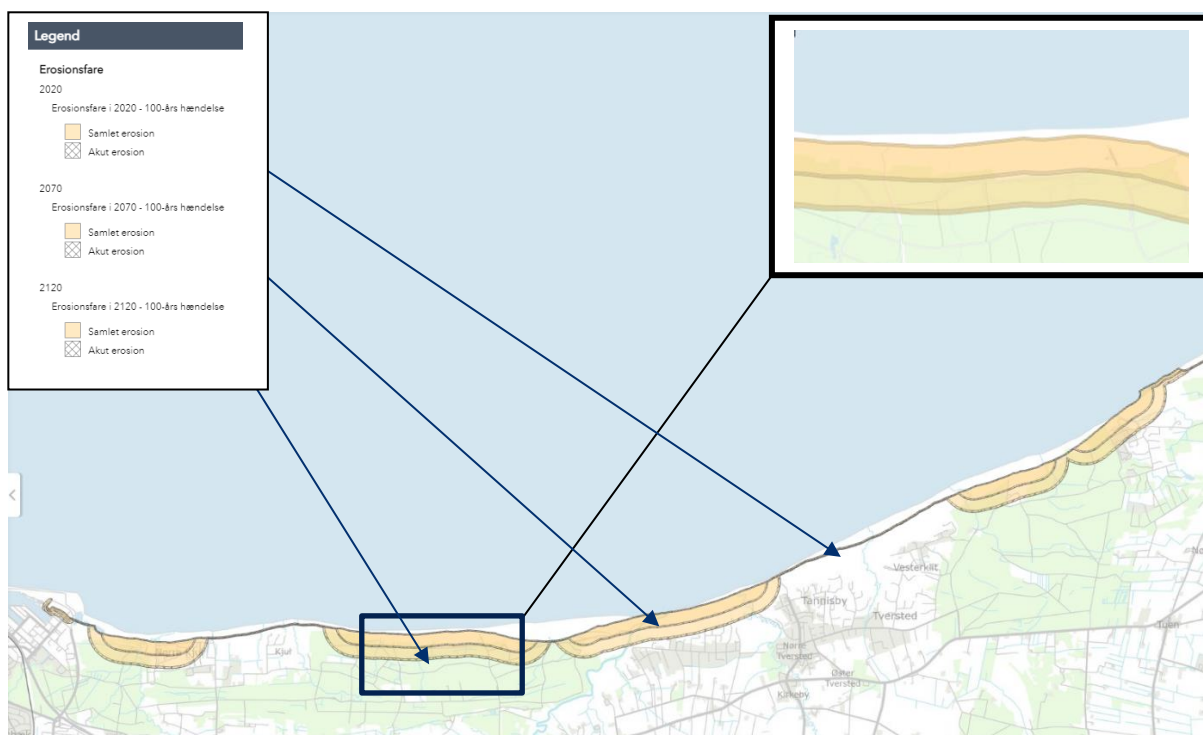 Legend
Erosionsfare
2020
Erosionsfare i 2020 - 100-års hændelse
Samlet erosion
Akut erosion
2070
Erosionsfare i 2070 - 100-års hændelse
Samlet erosion
Akut erosion
2120
Erosionsfare i 2120 - 100-års hændelse
Samlet erosion
Akut erosion
Vesterklit
Tannisby
Tversted
Tuen
Kjul
Nørre
Tversted
Øster
Tversted
Kirkeby